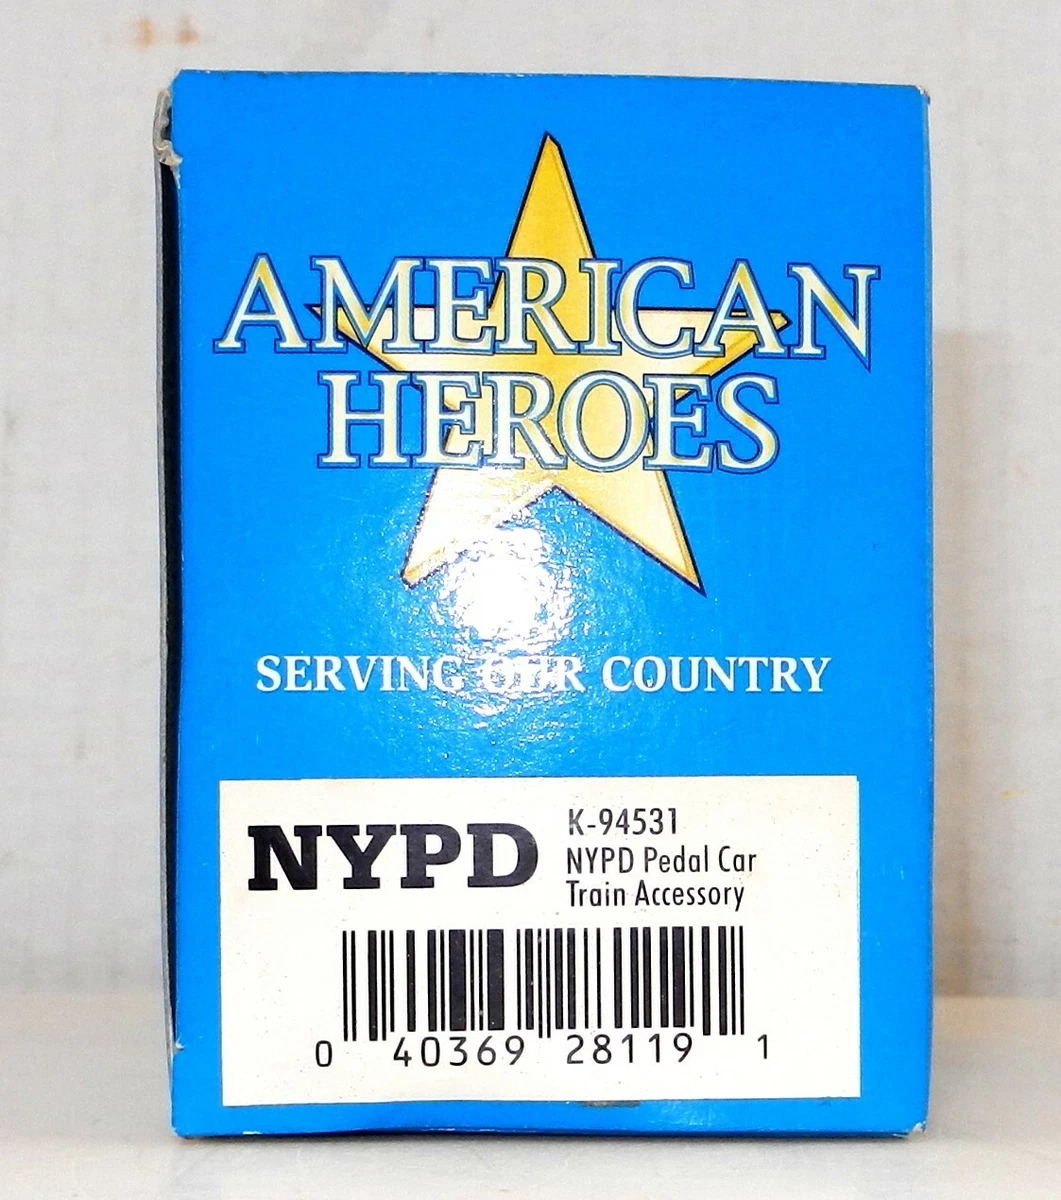 AMERICAN
HEROES
SERVING OUR COUNTRY
NYPD
K-94531
NYPD Pedal Car
Train Accessory
0 40369 28119 1